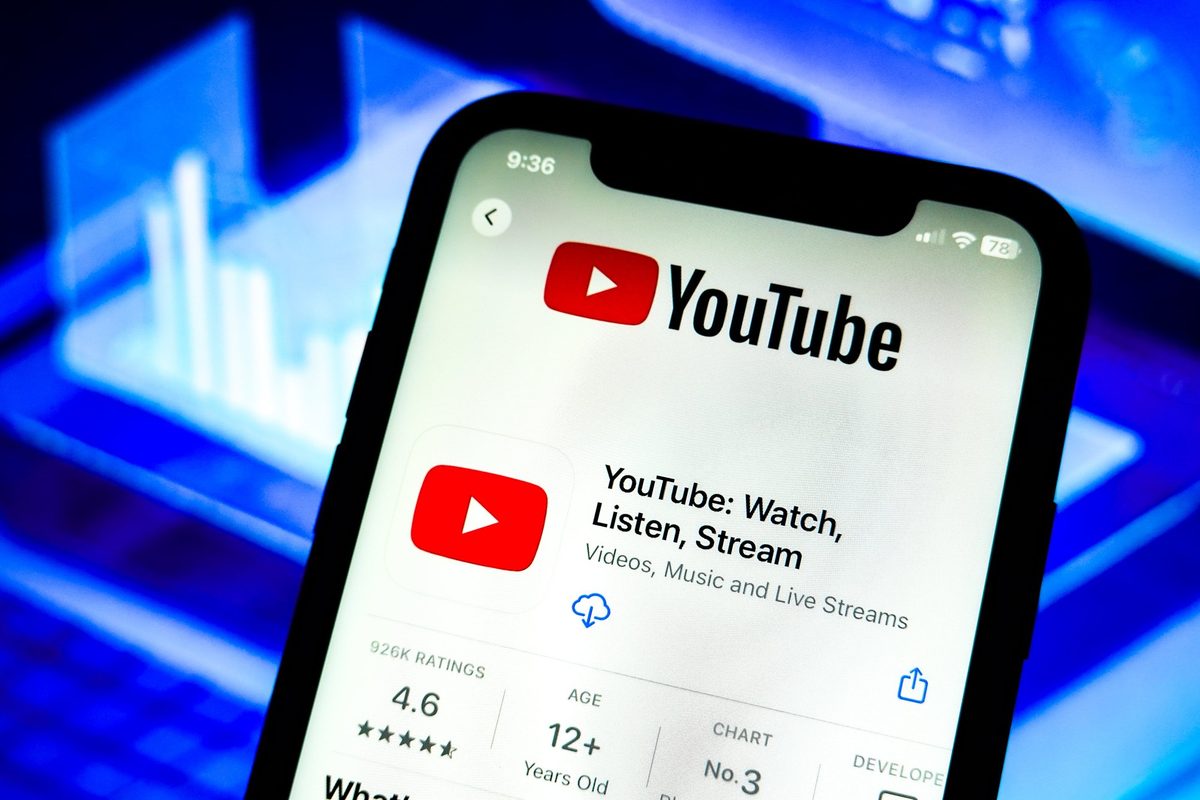 9:36
78
YouTube
YouTube: Watch,
Listen, Stream
Videos, Music and Live Streams
926K RATINGS
4.6
AGE
12+
Years Old
CHART
No.3